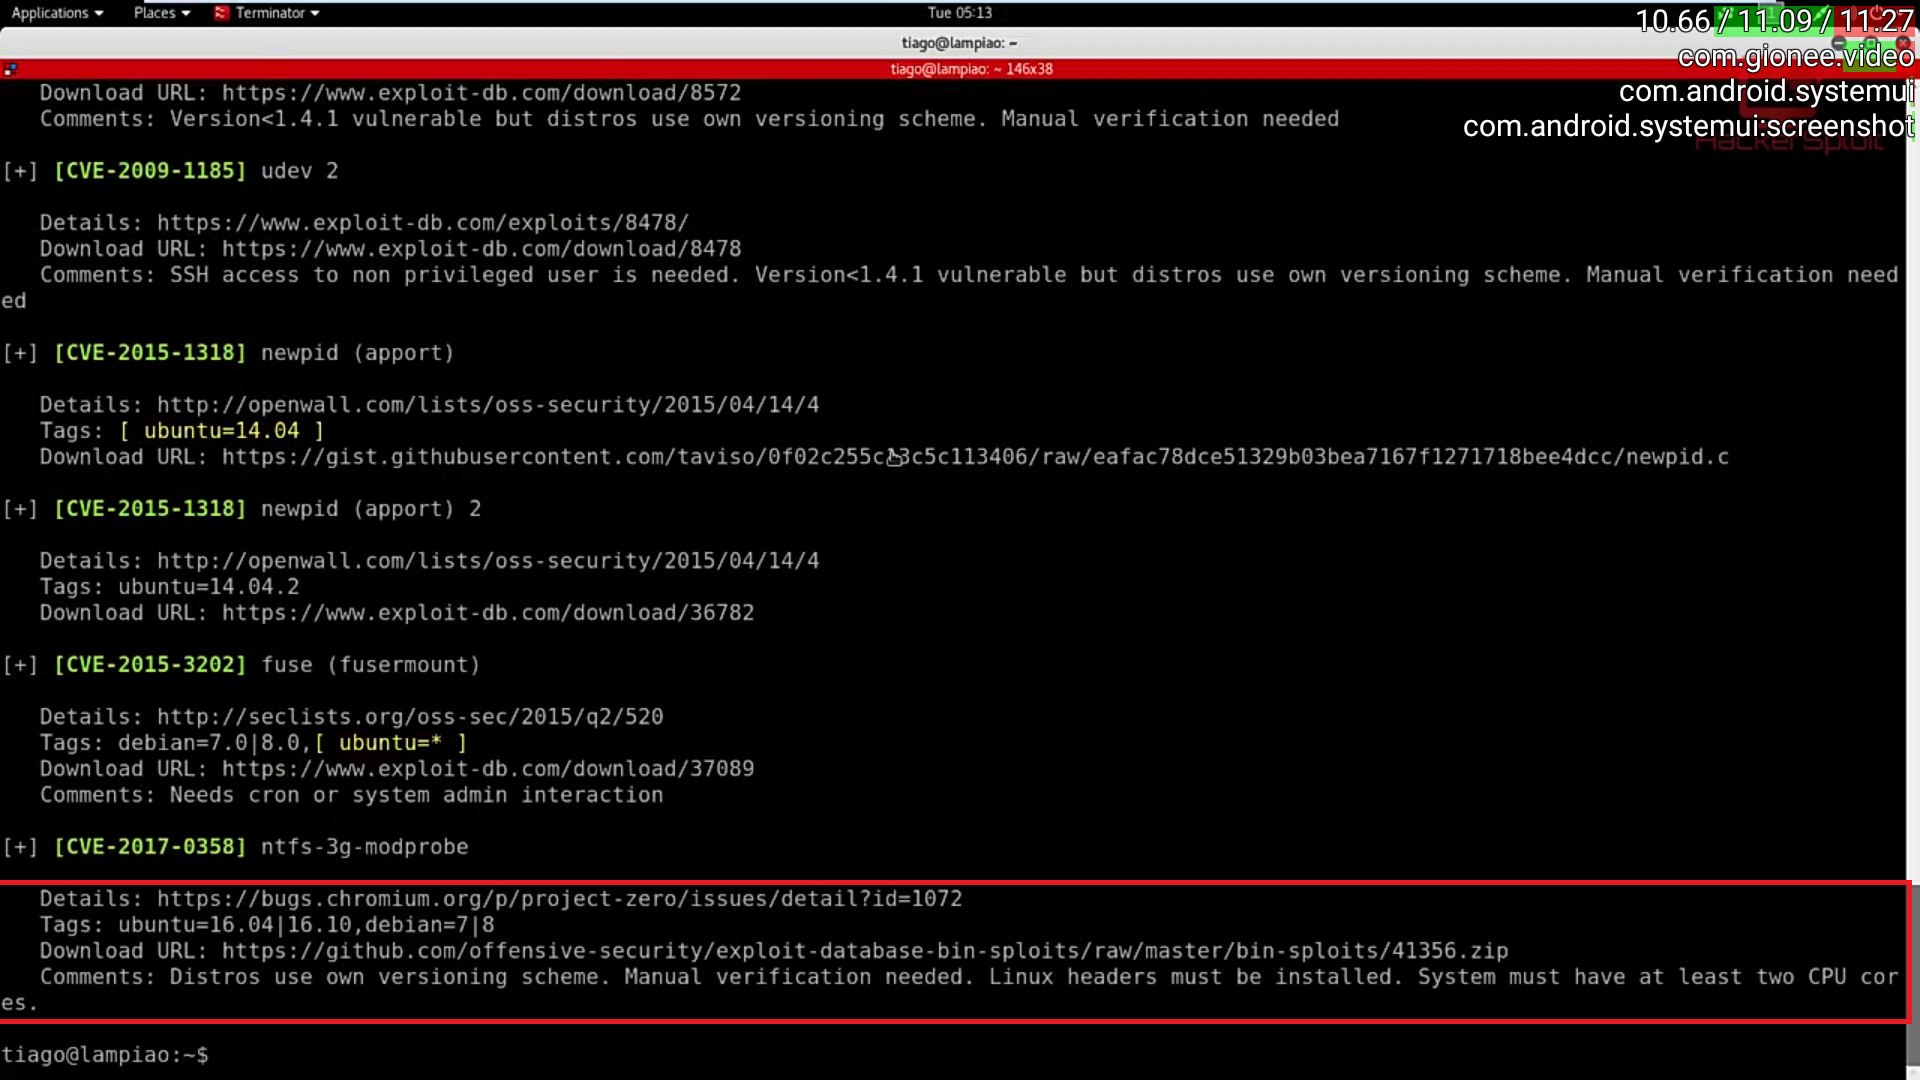 Applications Places Terminator Tue 05:13
10.66 / 11.09 / 11.27
tiago@lampiao: ~
com.gionee.video
tiago@lampiao: ~ 146x38
com.android.systemui
com.android.systemui:screenshot
HackerSploit
Download URL: https://www.exploit-db.com/download/8572
Comments: Version<1.4.1 vulnerable but distros use own versioning scheme. Manual verification needed
[+] [CVE-2009-1185] udev 2
Details: https://www.exploit-db.com/exploits/8478/
Download URL: https://www.exploit-db.com/download/8478
Comments: SSH access to non privileged user is needed. Version<1.4.1 vulnerable but distros use own versioning scheme. Manual verification need
ed
[+] [CVE-2015-1318] newpid (apport)
Details: http://openwall.com/lists/oss-security/2015/04/14/4
Tags: [ ubuntu=14.04 ]
Download URL:
[+] [CVE-2015-1318] newpid (apport) 2
Details: http://openwall.com/lists/oss-security/2015/04/14/4
Tags: ubuntu=14.04.2
Download URL: https://www.exploit-db.com/download/36782
[+] [CVE-2015-3202] fuse (fusermount)
Details: http://seclists.org/oss-sec/2015/q2/520
Tags: debian=7.0|8.0,[ ubuntu=* ]
Download URL: https://www.exploit-db.com/download/37089
Comments: Needs cron or system admin interaction
[+] [CVE-2017-0358] ntfs-3g-modprobe
Details: https://bugs.chromium.org/p/project-zero/issues/detail?id=1072
Tags: ubuntu=16.04|16.10,debian=7|8
Download URL: https://github.com/offensive-security/exploit-database-bin-sploits/raw/master/bin-sploits/41356.zip
Comments: Distros use own versioning scheme. Manual verification needed. Linux headers must be installed. System must have at least two CPU cor
es.
tiago@lampiao:~$